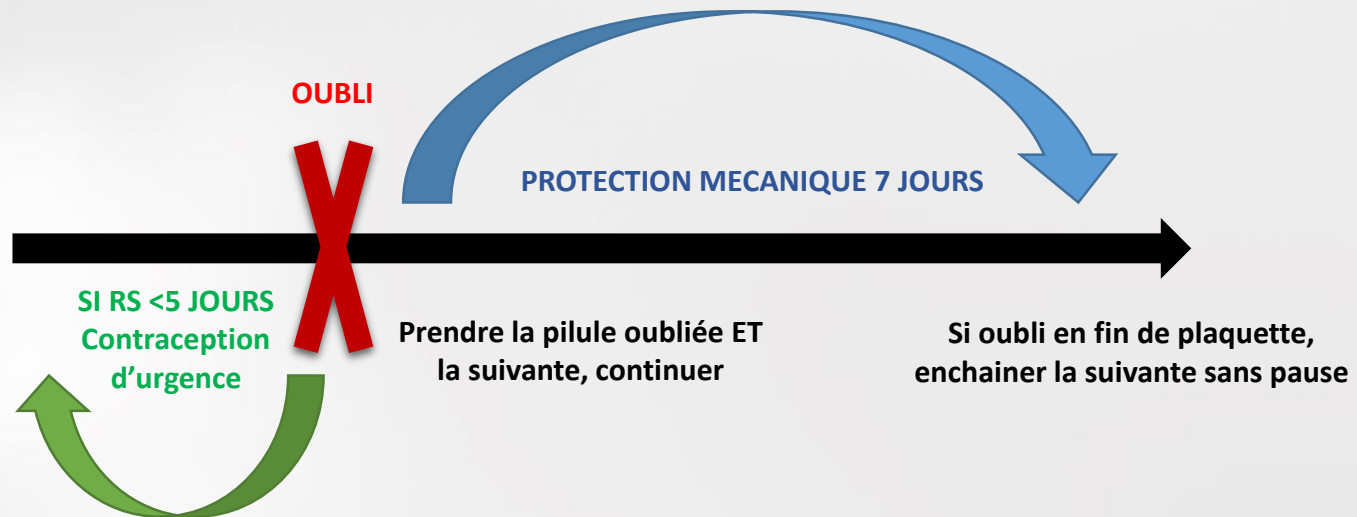 OUBLI
PROTECTION MECANIQUE 7 JOURS
SI RS <5 JOURS
Contraception
d’urgence
Prendre la pilule oubliée ET
la suivante, continuer
Si oubli en fin de plaquette,
enchainer la suivante sans pause